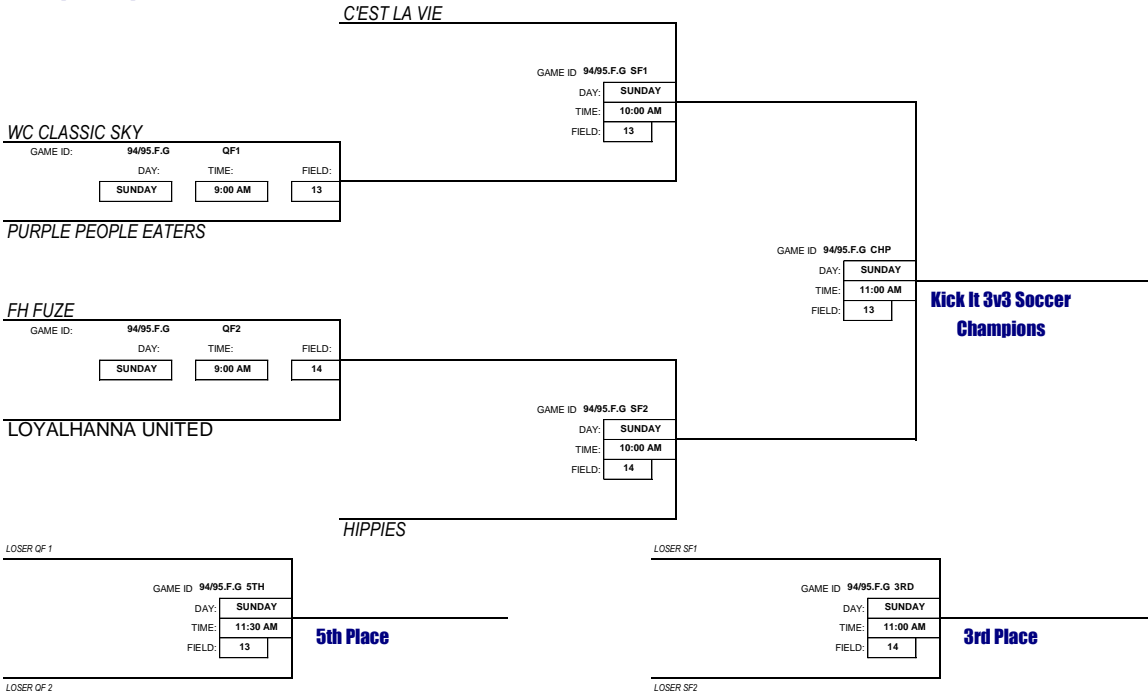 C'EST LA VIE
GAME ID 94/95.F.G SF1
DAY: SUNDAY
TIME: 10:00 AM
FIELD: 13
WC CLASSIC SKY
GAME ID: 94/95.F.G QF1
DAY: TIME: FIELD:
SUNDAY 9:00 AM 13
PURPLE PEOPLE EATERS
GAME ID 94/95.F.G CHP
DAY: SUNDAY
TIME: 11:00 AM
FIELD: 13
Kick It 3v3 Soccer
Champions
FH FUZE
GAME ID: 94/95.F.G QF2
DAY: TIME: FIELD:
SUNDAY 9:00 AM 14
LOYALHANNA UNITED
GAME ID 94/95.F.G SF2
DAY: SUNDAY
TIME: 10:00 AM
FIELD: 14
HIPPIES
LOSER QF 1
GAME ID 94/95.F.G 5TH
DAY: SUNDAY
TIME: 11:30 AM
FIELD: 13
5th Place
LOSER QF 2
LOSER SF1
GAME ID 94/95.F.G 3RD
DAY: SUNDAY
TIME: 11:00 AM
FIELD: 14
3rd Place
LOSER SF2